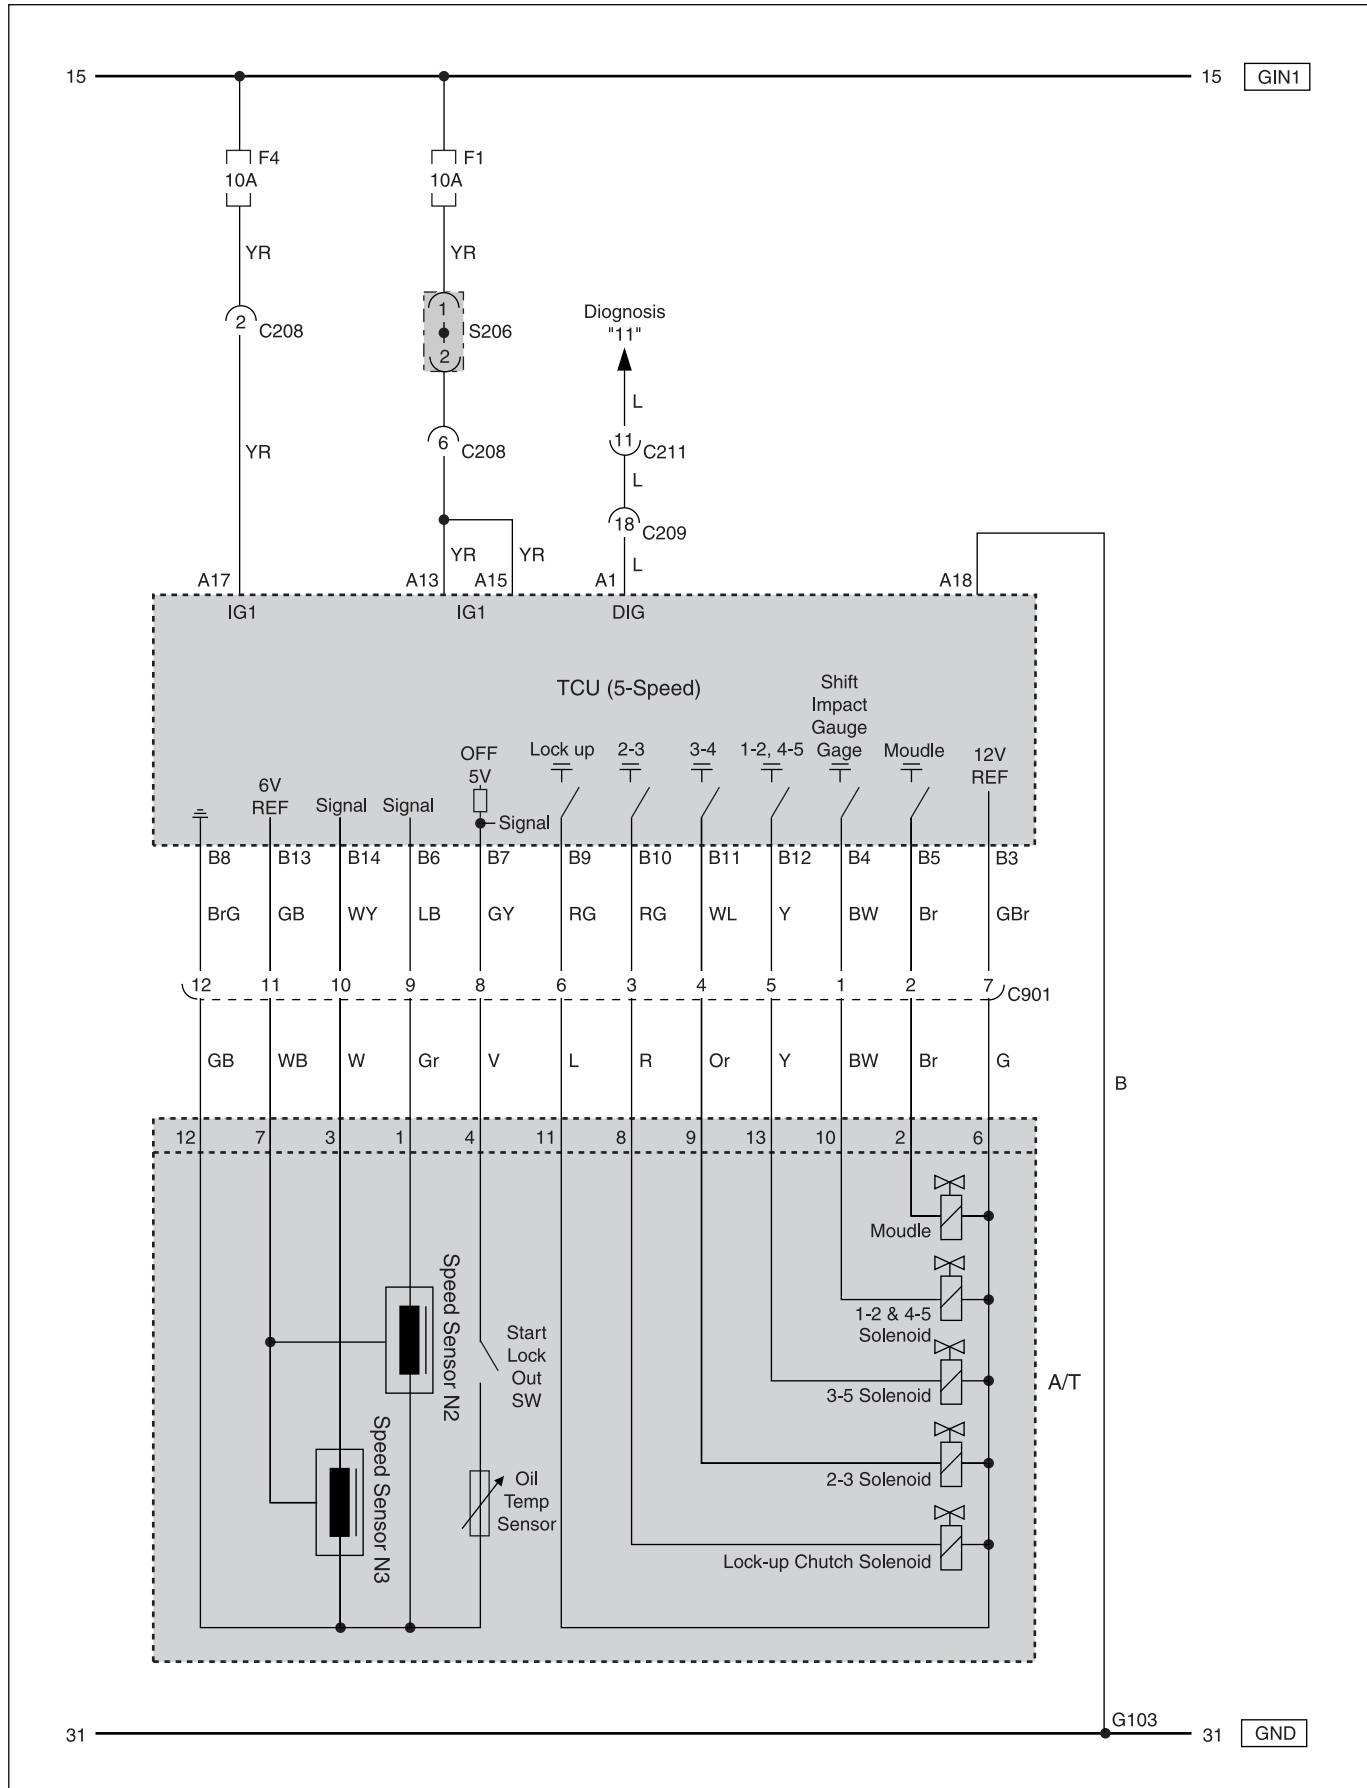 15
15
GIN1
F4
10A
F1
10A
YR
YR
1
2
S206
Diognosis
"11"
2
C208
L
YR
6
C208
11
C211
L
18
C209
YR
YR
L
A17
A13
A15
A1
A18
IG1
IG1
DIG
TCU (5-Speed)
6V
REF
Signal
Signal
OFF
5V
Signal
Lock up
2-3
3-4
1-2, 4-5
Shift
Impact
Gauge
Gage
Moudle
12V
REF
B8
B13
B14
B6
B7
B9
B10
B11
B12
B4
B5
B3
BrG
GB
WY
LB
GY
RG
RG
WL
Y
BW
Br
GBr
12
11
10
9
8
6
3
4
5
1
2
7
C901
GB
WB
W
Gr
V
L
R
Or
Y
BW
Br
G
B
12
7
3
1
4
11
8
9
13
10
2
6
Moudle
1-2 & 4-5
Solenoid
3-5 Solenoid
2-3 Solenoid
Lock-up Chutch Solenoid
Speed Sensor N2
Speed Sensor N3
Start
Lock
Out
SW
Oil
Temp
Sensor
A/T
31
G103
31
GND